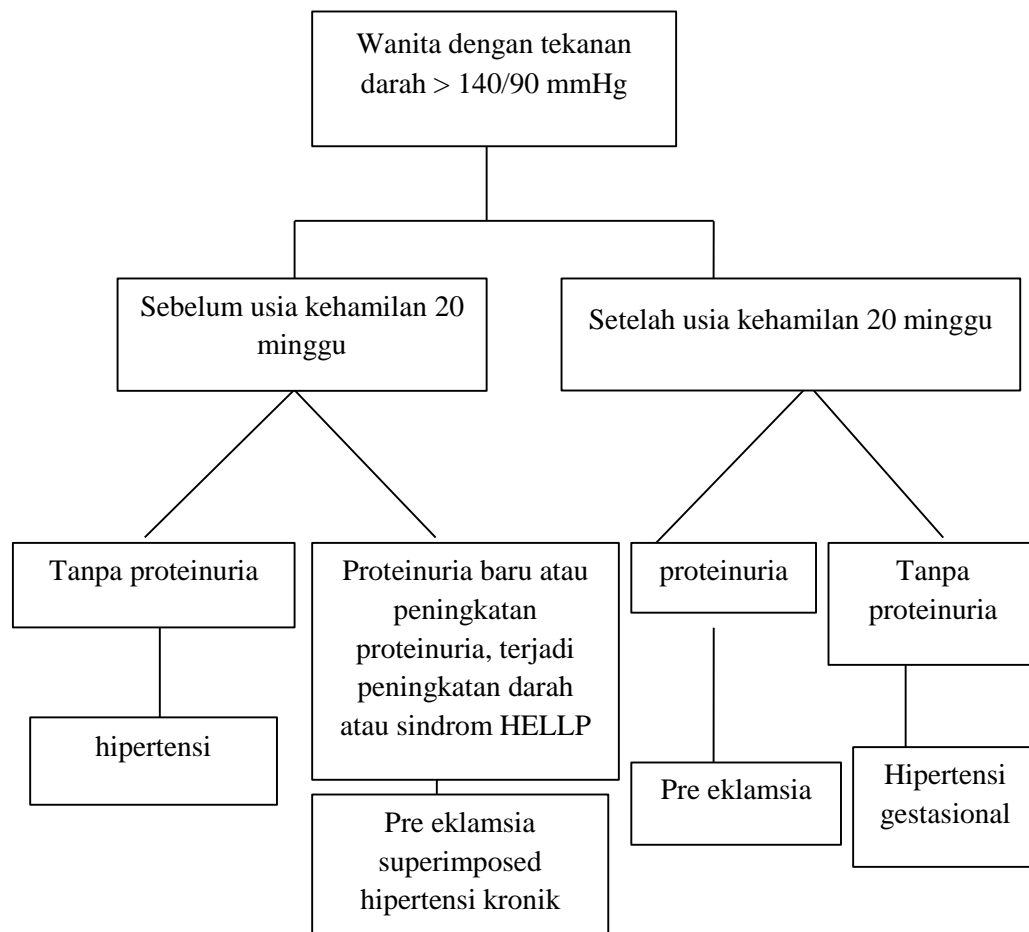 Wanita dengan tekanan
darah > 140/90 mmHg
Sebelum usia kehamilan 20
minggu
Setelah usia kehamilan 20 minggu
Tanpa proteinuria
Proteinuria baru atau
peningkatan
proteinuria, terjadi
peningkatan darah
atau sindrom HELLP
proteinuria
Tanpa
proteinuria
hipertensi
Pre eklamsia
superimposed
hipertensi kronik
Pre eklamsia
Hipertensi
gestasional